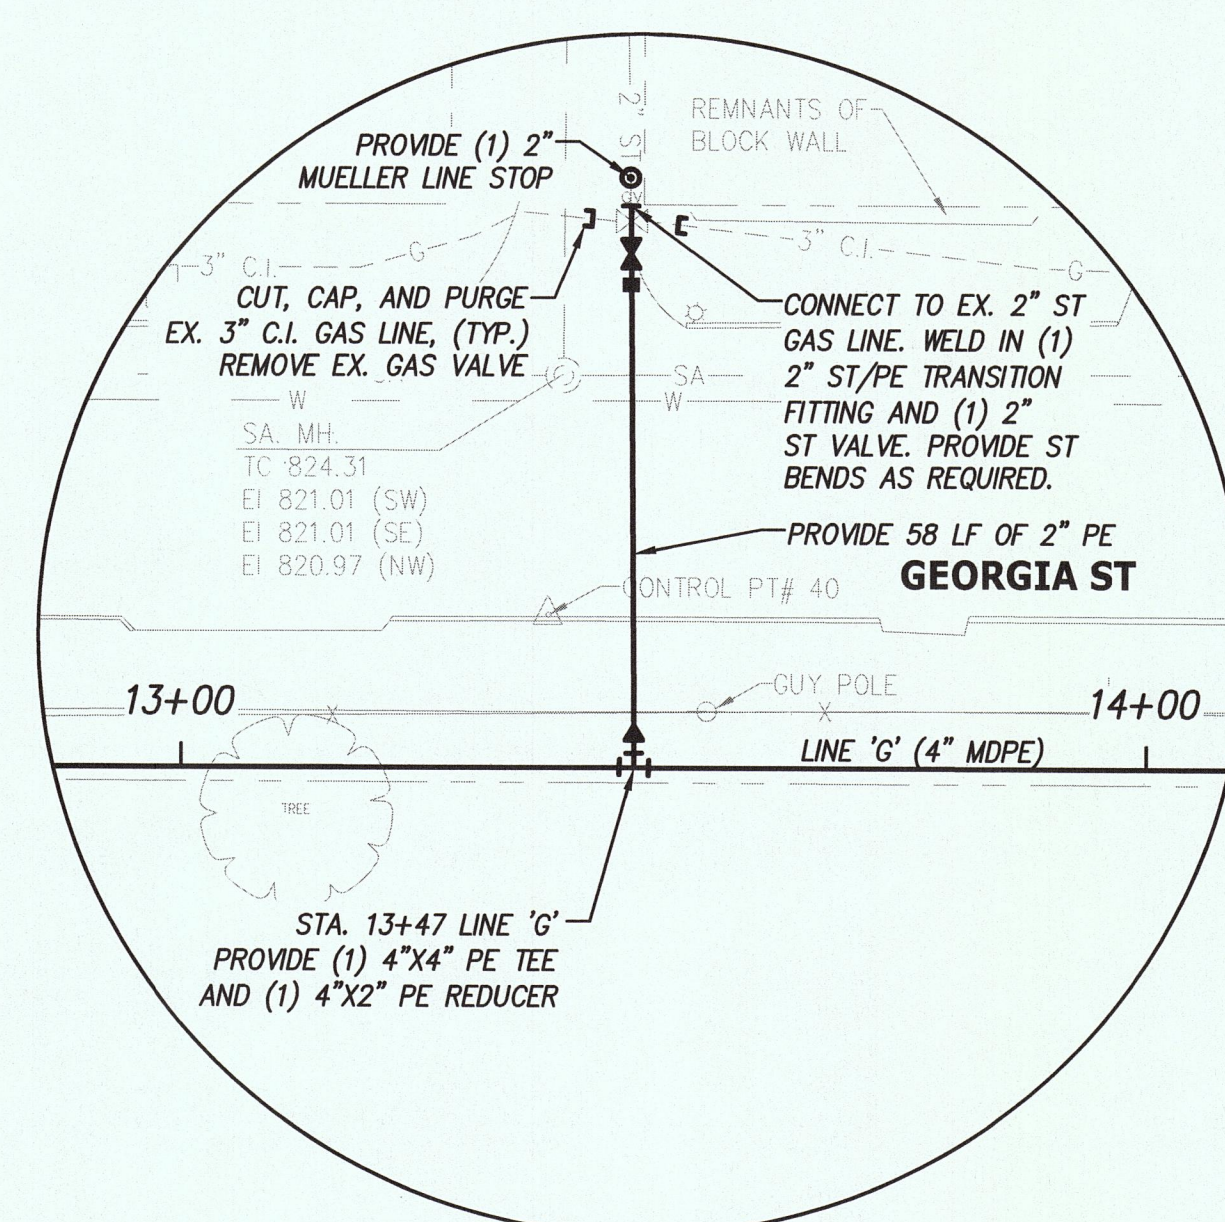 2" ST
REMNANTS OF
BLOCK WALL
PROVIDE (1) 2"
MUELLER LINE STOP
GV
3" C.I.
G
3" C.I.
G
CUT, CAP, AND PURGE
EX. 3" C.I. GAS LINE, (TYP.)
REMOVE EX. GAS VALVE
CONNECT TO EX. 2" ST
GAS LINE. WELD IN (1)
2" ST/PE TRANSITION
FITTING AND (1) 2"
ST VALVE. PROVIDE ST
BENDS AS REQUIRED.
SA
W
W
SA. MH.
TC 824.31
EI 821.01 (SW)
EI 821.01 (SE)
EI 820.97 (NW)
PROVIDE 58 LF OF 2" PE
GEORGIA ST
CONTROL PT# 40
GUY POLE
13+00
14+00
X
X
LINE 'G' (4" MDPE)
TREE
STA. 13+47 LINE 'G'
PROVIDE (1) 4"X4" PE TEE
AND (1) 4"X2" PE REDUCER